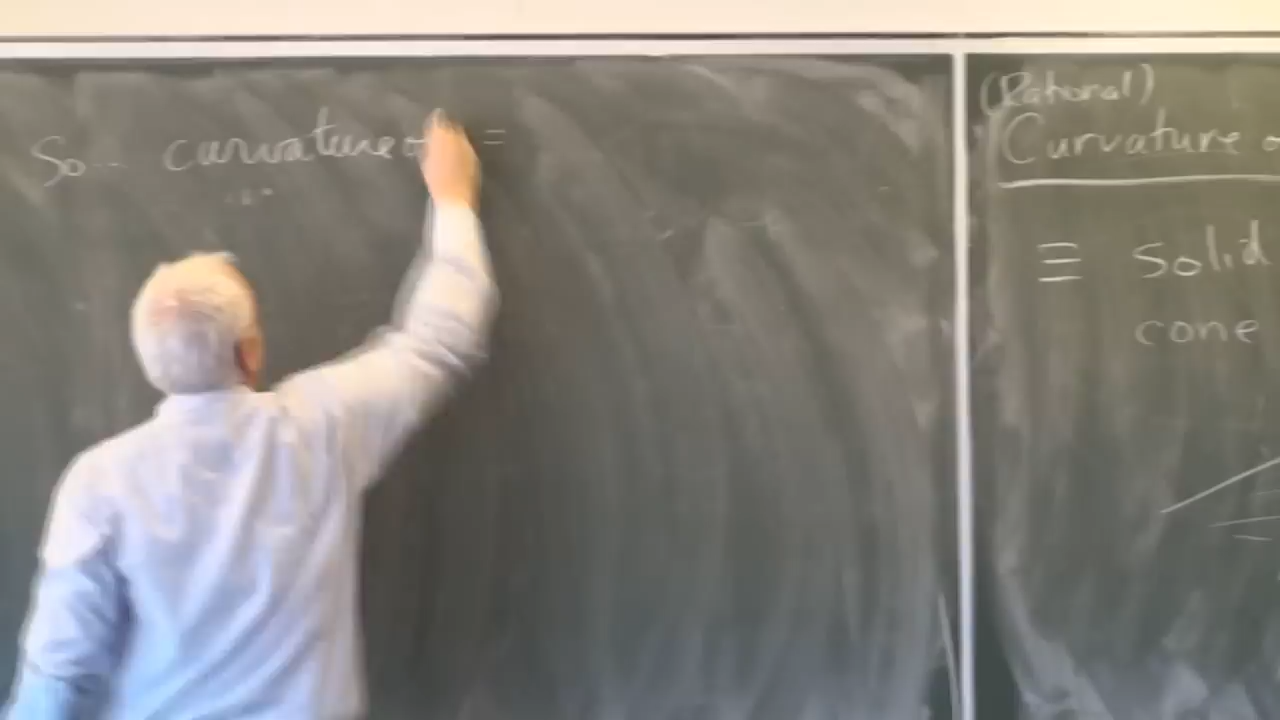 So... curvature o =
(Rational)
Curvature o
≡ solid
cone